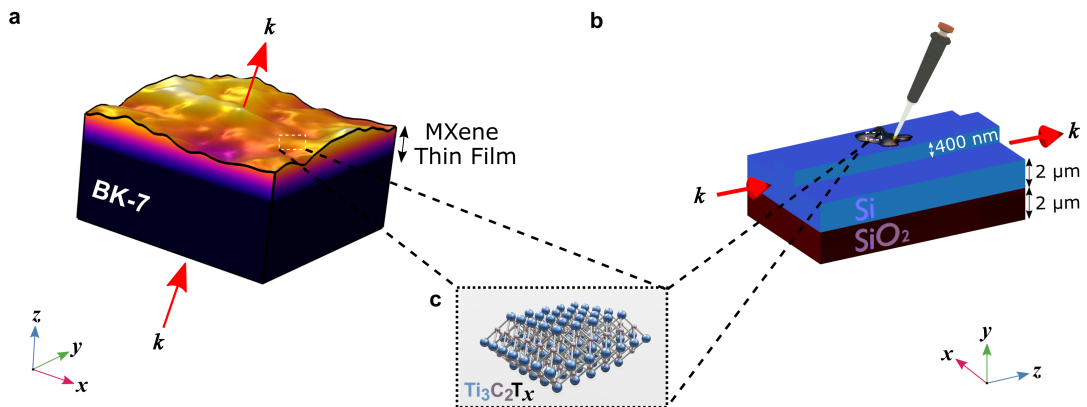 a
k
MXene
Thin Film
BK-7
k
z
y
x
b
k
400 nm
k
2 μm
2 μm
Si
SiO₂
c
Ti₃C₂Tₓ
y
x
z